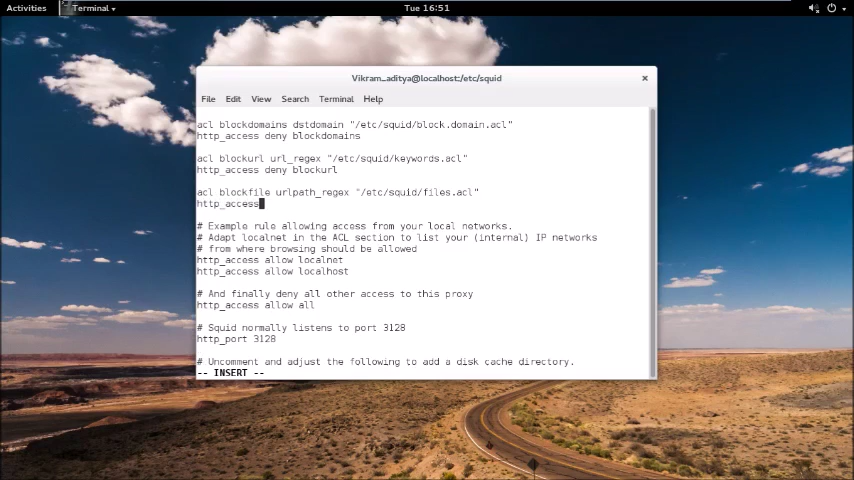 Activities
Terminal
Tue 16:51
Vikram_aditya@localhost:/etc/squid
×
File Edit View Search Terminal Help
acl blockdomains dstdomain "/etc/squid/block.domain.acl"
http_access deny blockdomains
acl blockurl url_regex "/etc/squid/keywords.acl"
http_access deny blockurl
acl blockfile urlpath_regex "/etc/squid/files.acl"
http_access
# Example rule allowing access from your local networks.
# Adapt localnet in the ACL section to list your (internal) IP networks
# from where browsing should be allowed
http_access allow localnet
http_access allow localhost
# And finally deny all other access to this proxy
http_access allow all
# Squid normally listens to port 3128
http_port 3128
# Uncomment and adjust the following to add a disk cache directory.
-- INSERT --